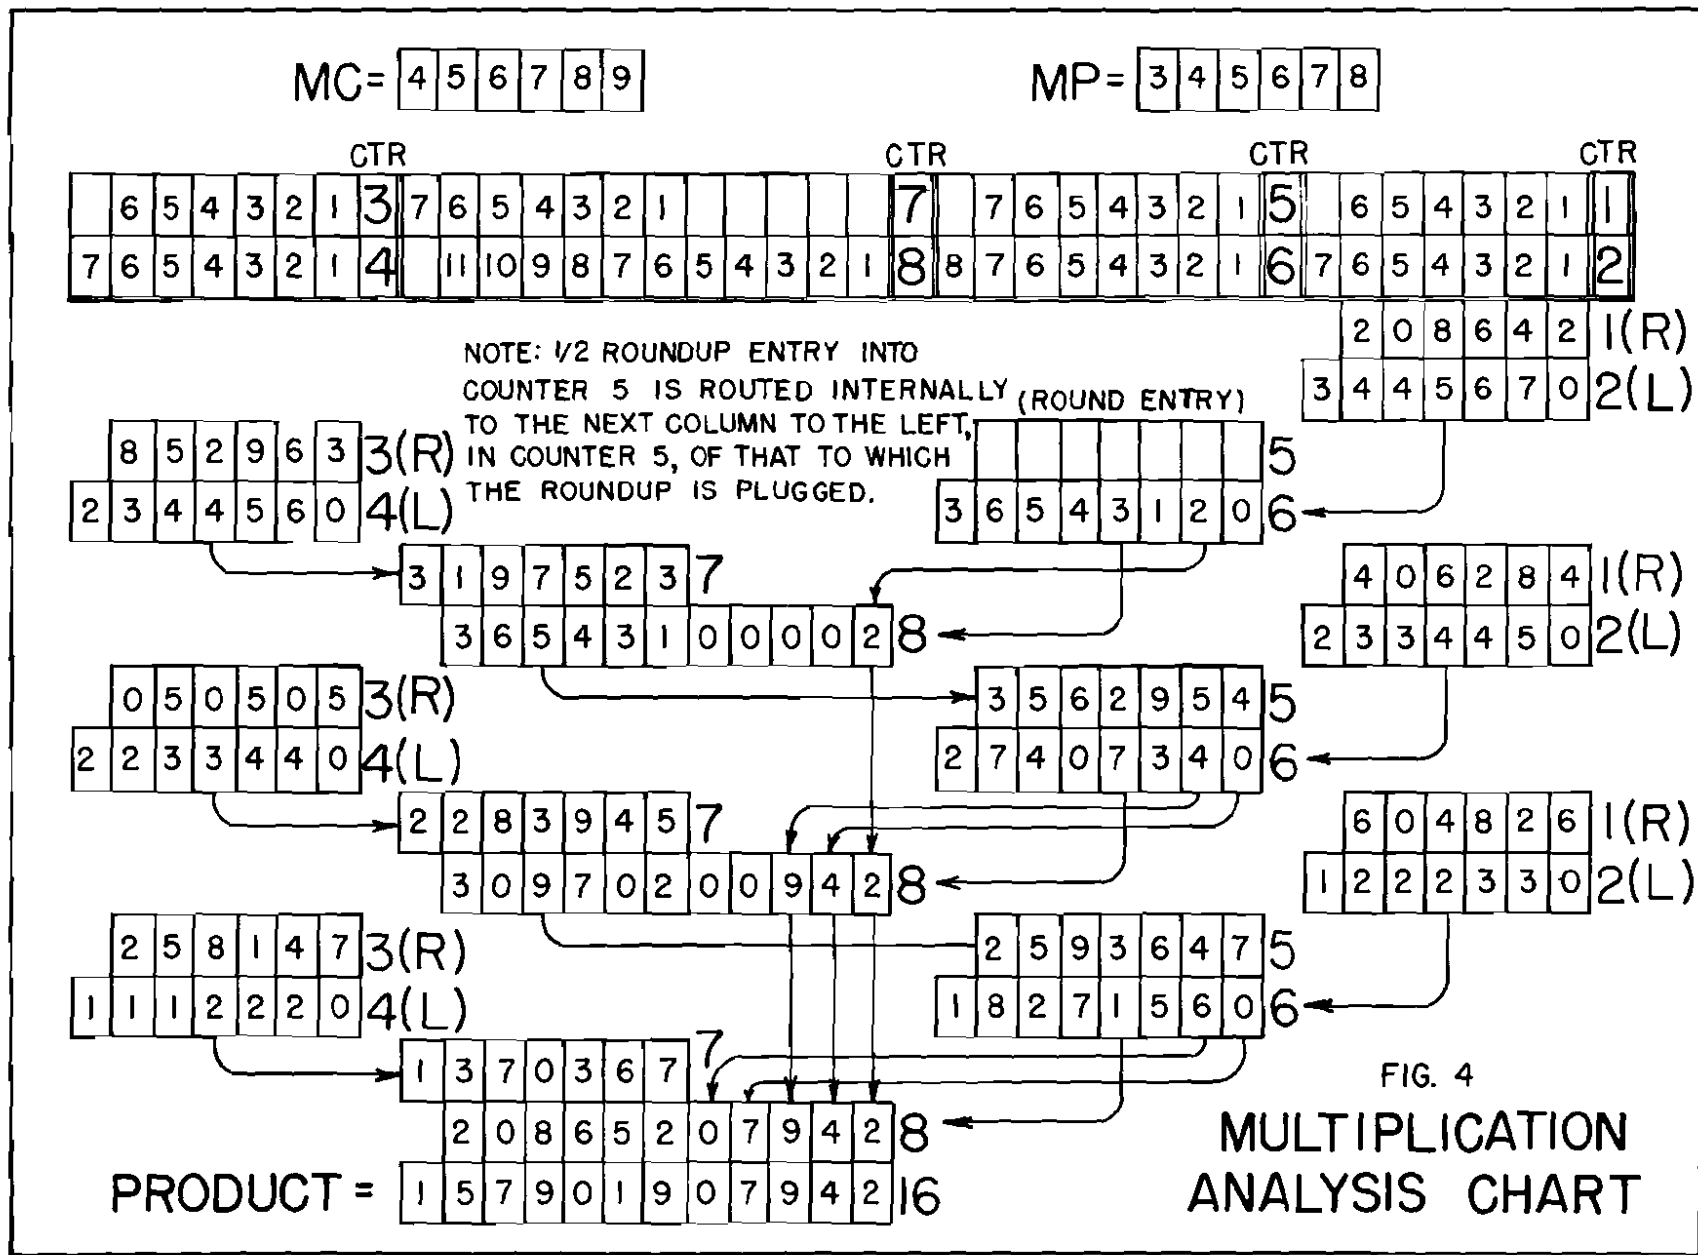 MC= 4 5 6 7 8 9 MP= 3 4 5 6 7 8
CTR CTR CTR CTR
6 5 4 3 2 1 3 7 6 5 4 3 2 1 7 7 6 5 4 3 2 1 5 6 5 4 3 2 1 1
7 6 5 4 3 2 1 4 11 10 9 8 7 6 5 4 3 2 1 8 8 7 6 5 4 3 2 1 6 7 6 5 4 3 2 1 2
2 0 8 6 4 2 1(R)
3 4 4 5 6 7 0 2(L)
NOTE: 1/2 ROUNDUP ENTRY INTO
COUNTER 5 IS ROUTED INTERNALLY
TO THE NEXT COLUMN TO THE LEFT,
IN COUNTER 5, OF THAT TO WHICH
THE ROUNDUP IS PLUGGED.
(ROUND ENTRY)
8 5 2 9 6 3 3(R) 5
2 3 4 4 5 6 0 4(L) 3 6 5 4 3 1 2 0 6
3 1 9 7 5 2 3 7 4 0 6 2 8 4 1(R)
3 6 5 4 3 1 0 0 0 0 2 8 2 3 3 4 4 5 0 2(L)
0 5 0 5 0 5 3(R) 3 5 6 2 9 5 4 5
2 2 3 3 4 4 0 4(L) 2 7 4 0 7 3 4 0 6
2 2 8 3 9 4 5 7 6 0 4 8 2 6 1(R)
3 0 9 7 0 2 0 0 9 4 2 8 1 2 2 2 3 3 0 2(L)
2 5 8 1 4 7 3(R) 2 5 9 3 6 4 7 5
1 1 1 2 2 2 0 4(L) 1 8 2 7 1 5 6 0 6
1 3 7 0 3 6 7 7
2 0 8 6 5 2 0 7 9 4 2 8
PRODUCT = 1 5 7 9 0 1 9 0 7 9 4 2 16
FIG. 4
MULTIPLICATION
ANALYSIS CHART